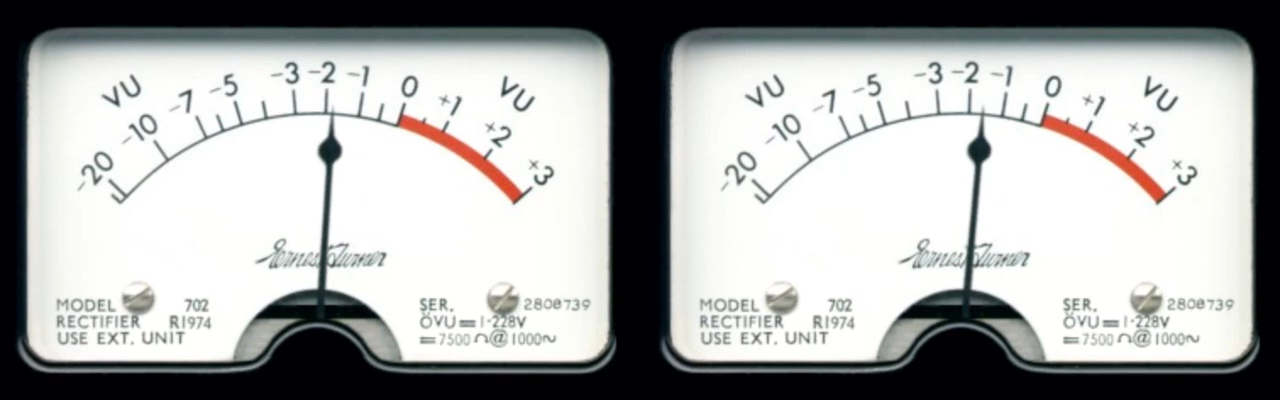 VU VU
-20 -10 -7 -5 -3 -2 -1 0 +1 +2 +3
Ernest Turner
MODEL 702
RECTIFIER R1974
USE EXT. UNIT
SER. 2808739
ÖVU=1·228V
=7500 ∩@1000~
VU VU
-20 -10 -7 -5 -3 -2 -1 0 +1 +2 +3
Ernest Turner
MODEL 702
RECTIFIER R1974
USE EXT. UNIT
SER. 2808739
ÖVU=1·228V
=7500 ∩@1000~